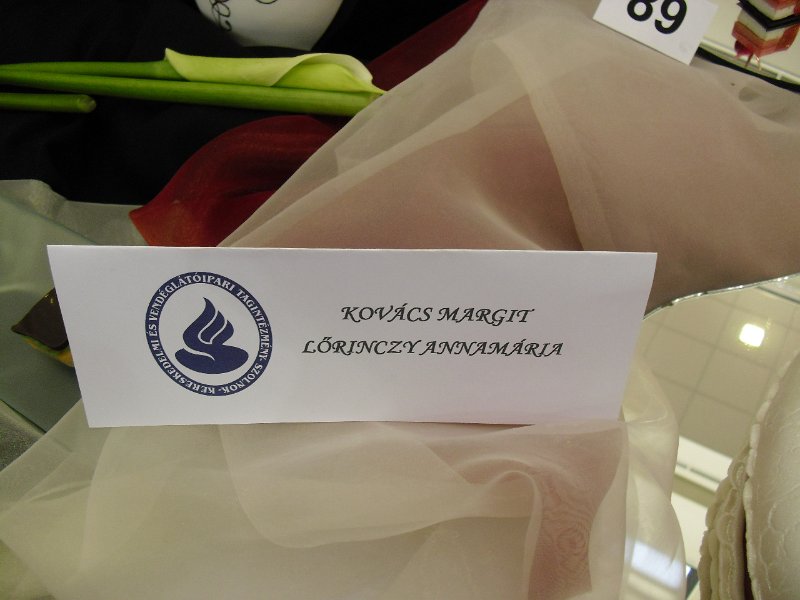 89
KERESKEDELMI ÉS VENDÉGLÁTÓIPARI TAGINTÉZMÉNY· SZOLNOK·
KOVÁCS MARGIT
LŐRINCZY ANNAMÁRIA